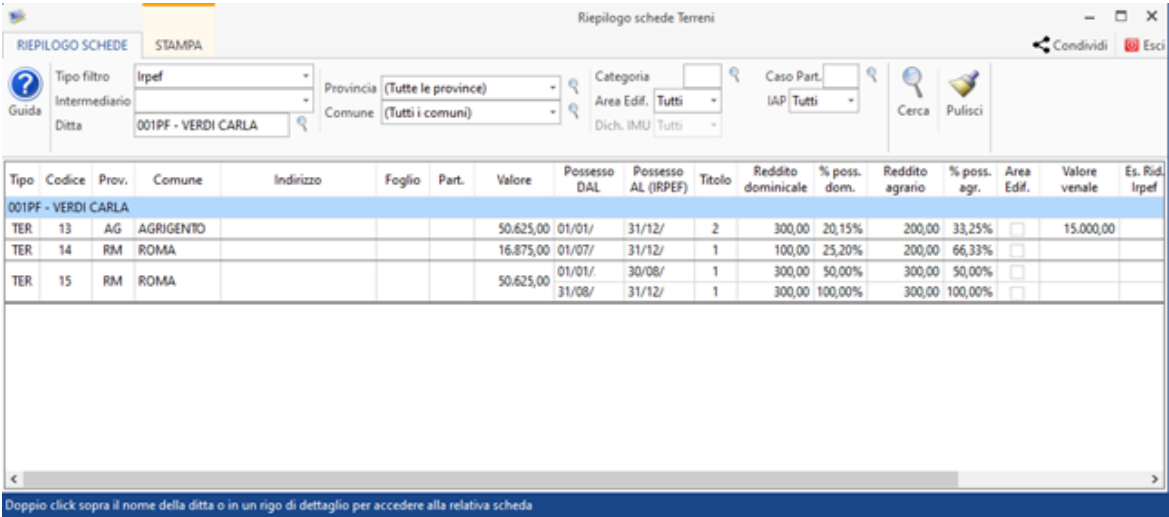 Riepilogo schede Terreni
RIEPILOGO SCHEDE STAMPA Condividi Esci
Guida
Tipo filtro Irpef
Intermediario
Ditta 001PF - VERDI CARLA
Provincia (Tutte le province)
Comune (Tutti i comuni)
Categoria
Area Edif. Tutti
Dich. IMU Tutti
Caso Part.
IAP Tutti
Cerca
Pulisci
Tipo Codice Prov. Comune Indirizzo Foglio Part. Valore Possesso DAL Possesso AL (IRPEF) Titolo Reddito dominicale % poss. dom. Reddito agrario % poss. agr. Area Edif. Valore venale Es. Rid. Irpef
001PF - VERDI CARLA
TER 13 AG AGRIGENTO 50.625,00 01/01/ 31/12/ 2 300,00 20,15% 200,00 33,25% 15.000,00
TER 14 RM ROMA 16.875,00 01/07/ 31/12/ 1 100,00 25,20% 200,00 66,33%
TER 15 RM ROMA 50.625,00 01/01/ 30/08/ 1 300,00 50,00% 300,00 50,00%
31/08/ 31/12/ 1 300,00 100,00% 300,00 100,00%
Doppio click sopra il nome della ditta o in un rigo di dettaglio per accedere alla relativa scheda